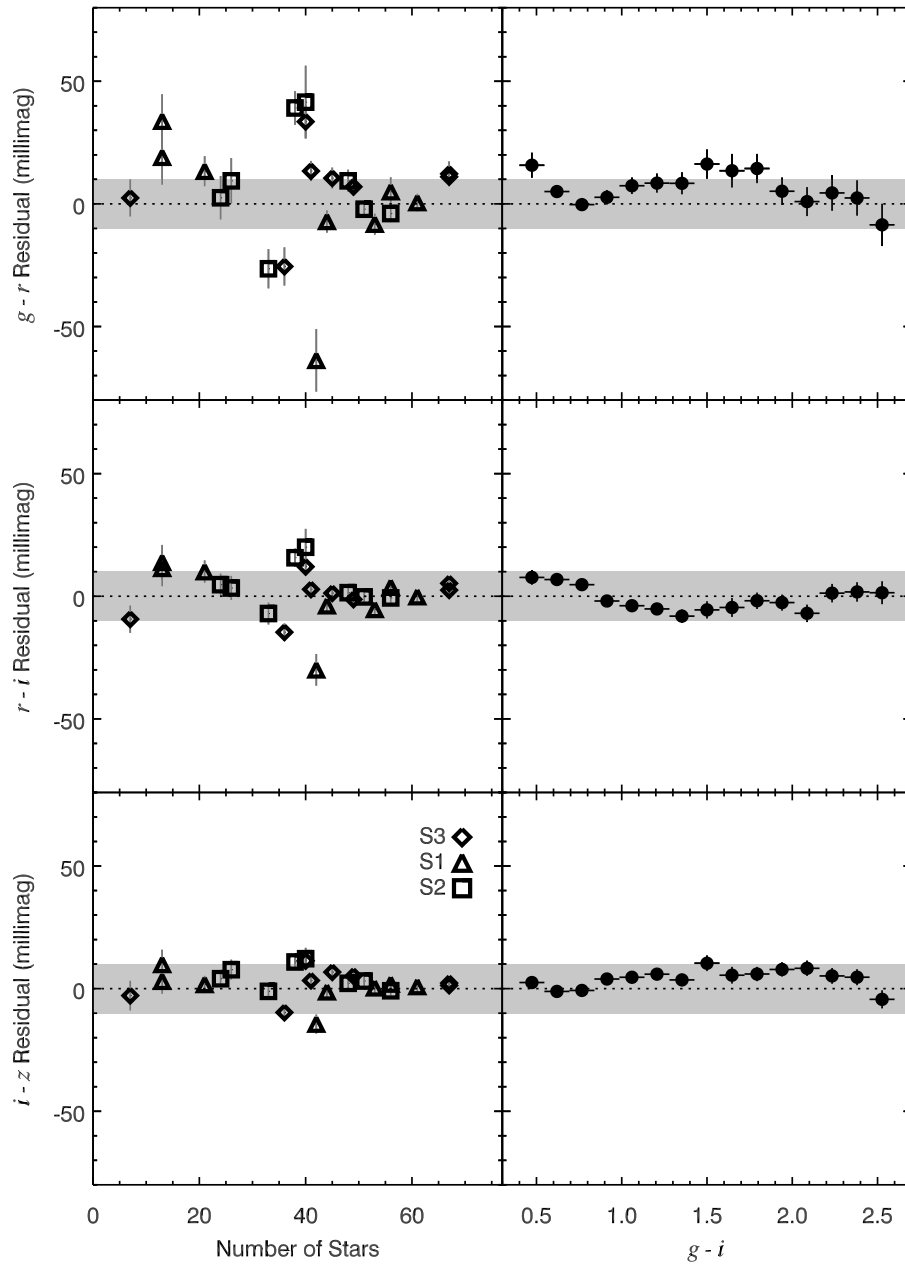 50
0
-50
g - r Residual (millimag)
50
0
-50
r - i Residual (millimag)
S3
S1
S2
50
0
-50
i - z Residual (millimag)
0 20 40 60
Number of Stars
0.5 1.0 1.5 2.0 2.5
g - i